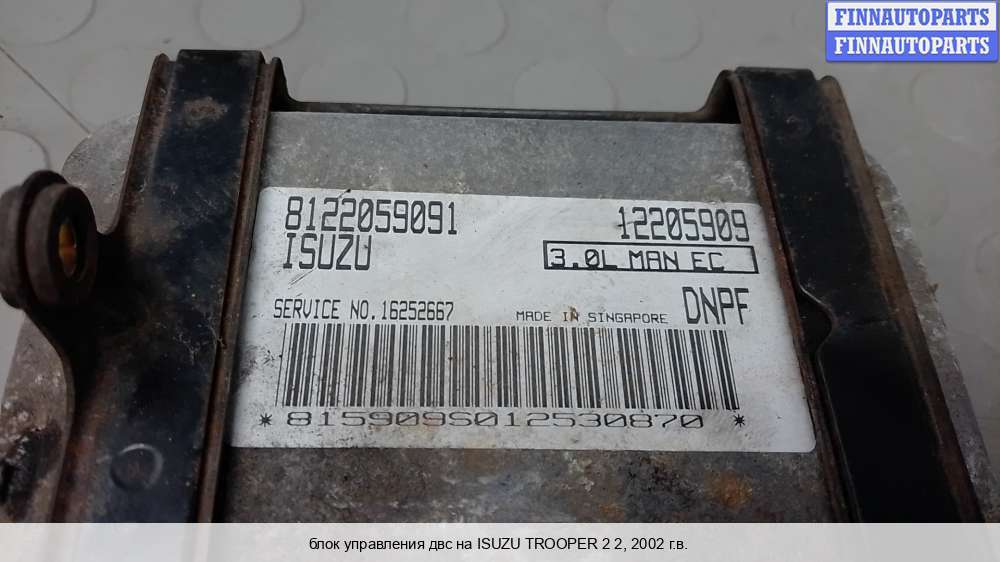 FINNAUTOPARTS
FINNAUTOPARTS
8122059091 12205909
ISUZU 3.0L MAN EC
SERVICE NO.16252667 MADE IN SINGAPORE DNPF
*815909S012530870*
блок управления двс на ISUZU TROOPER 2 2, 2002 г.в.